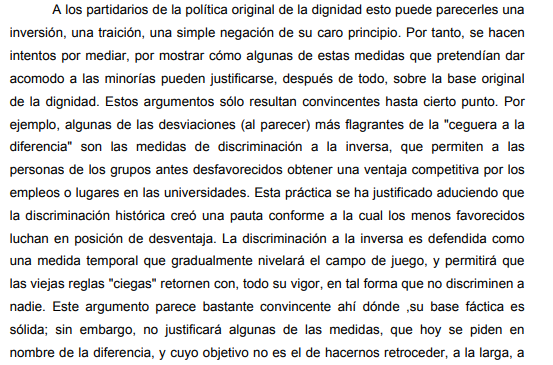 A los partidarios de la política original de la dignidad esto puede parecerles una
inversión, una traición, una simple negación de su caro principio. Por tanto, se hacen
intentos por mediar, por mostrar cómo algunas de estas medidas que pretendían dar
acomodo a las minorías pueden justificarse, después de todo, sobre la base original
de la dignidad. Estos argumentos sólo resultan convincentes hasta cierto punto. Por
ejemplo, algunas de las desviaciones (al parecer) más flagrantes de la "ceguera a la
diferencia" son las medidas de discriminación a la inversa, que permiten a las
personas de los grupos antes desfavorecidos obtener una ventaja competitiva por los
empleos o lugares en las universidades. Esta práctica se ha justificado aduciendo que
la discriminación histórica creó una pauta conforme a la cual los menos favorecidos
luchan en posición de desventaja. La discriminación a la inversa es defendida como
una medida temporal que gradualmente nivelará el campo de juego, y permitirá que
las viejas reglas "ciegas" retornen con, todo su vigor, en tal forma que no discriminen a
nadie. Este argumento parece bastante convincente ahí dónde ,su base fáctica es
sólida; sin embargo, no justificará algunas de las medidas, que hoy se piden en
nombre de la diferencia, y cuyo objetivo no es el de hacernos retroceder, a la larga, a